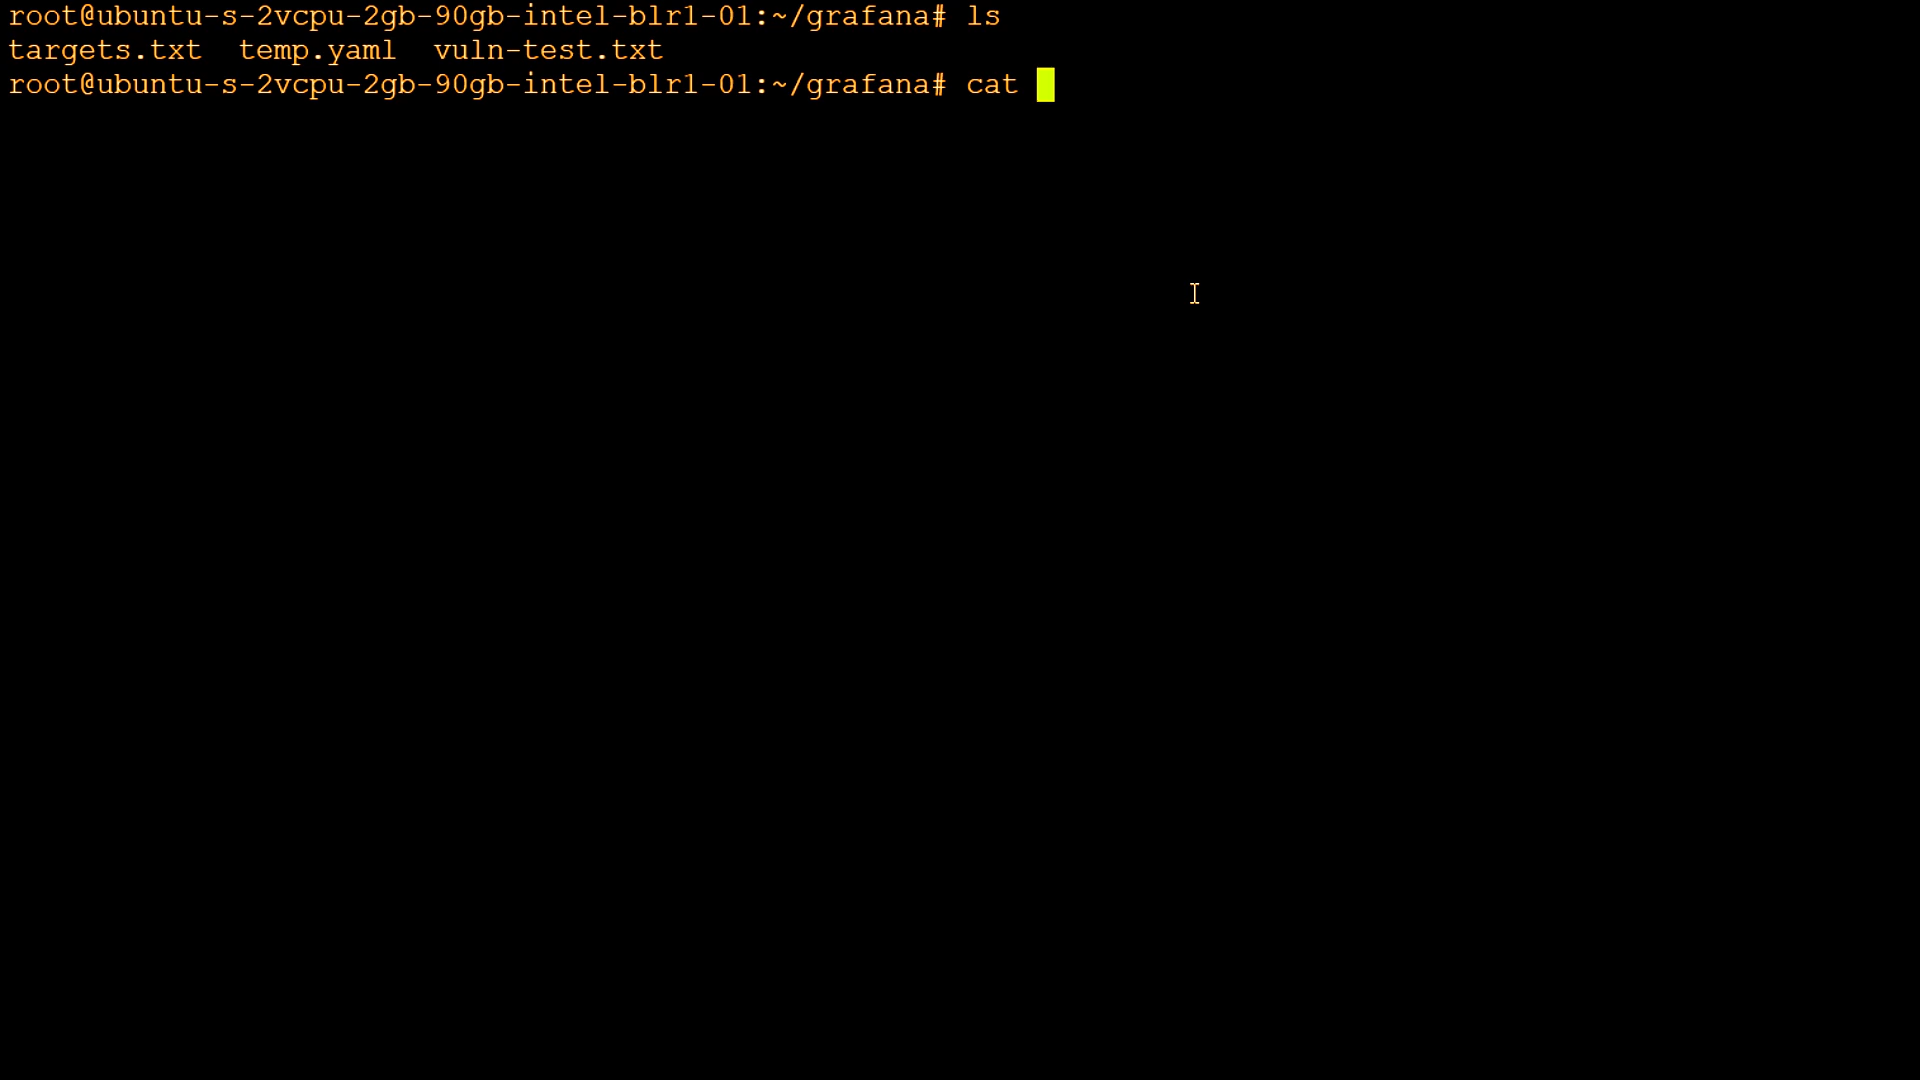 root@ubuntu-s-2vcpu-2gb-90gb-intel-blr1-01:~/grafana# ls
targets.txt  temp.yaml  vuln-test.txt
root@ubuntu-s-2vcpu-2gb-90gb-intel-blr1-01:~/grafana# cat